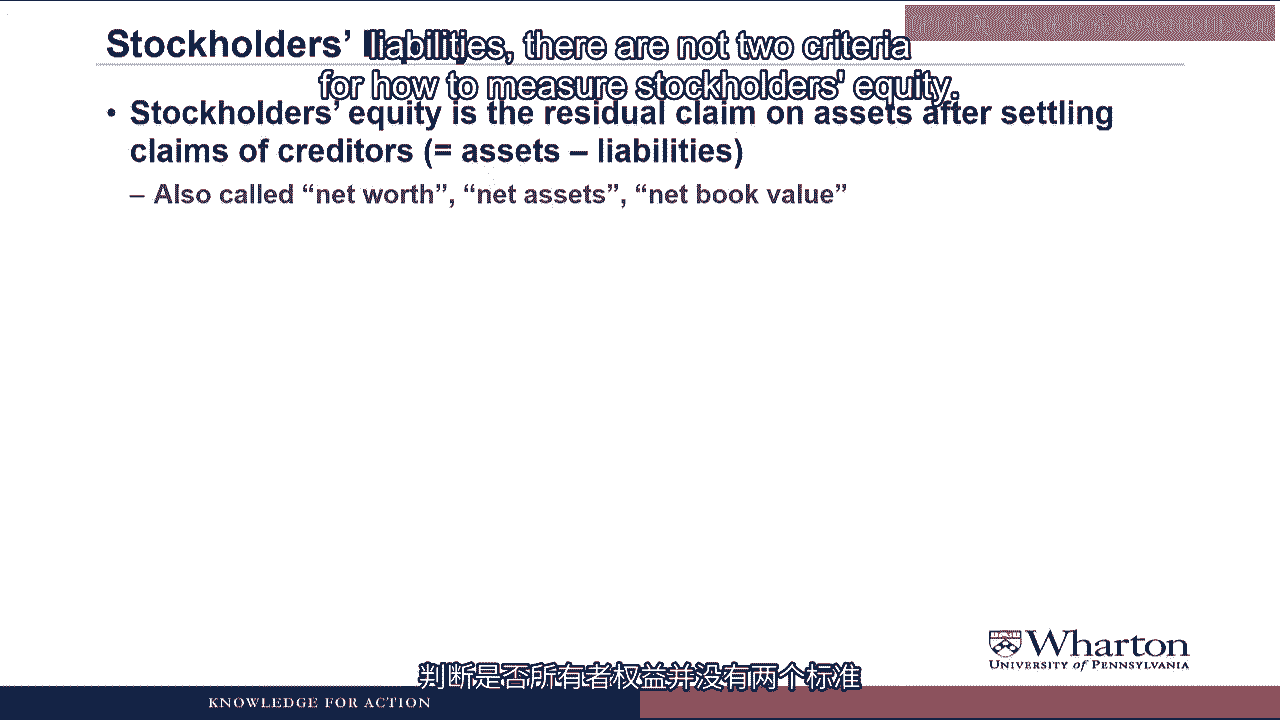 Stockholders’
liabilities, there are not two criteria
for how to measure stockholders' equity.
• Stockholders’ equity is the residual claim on assets after settling
claims of creditors (= assets – liabilities)
– Also called “net worth”, “net assets”, “net book value”
Wharton
UNIVERSITY of PENNSYLVANIA
判断是否所有者权益并没有两个标准
KNOWLEDGE FOR ACTION